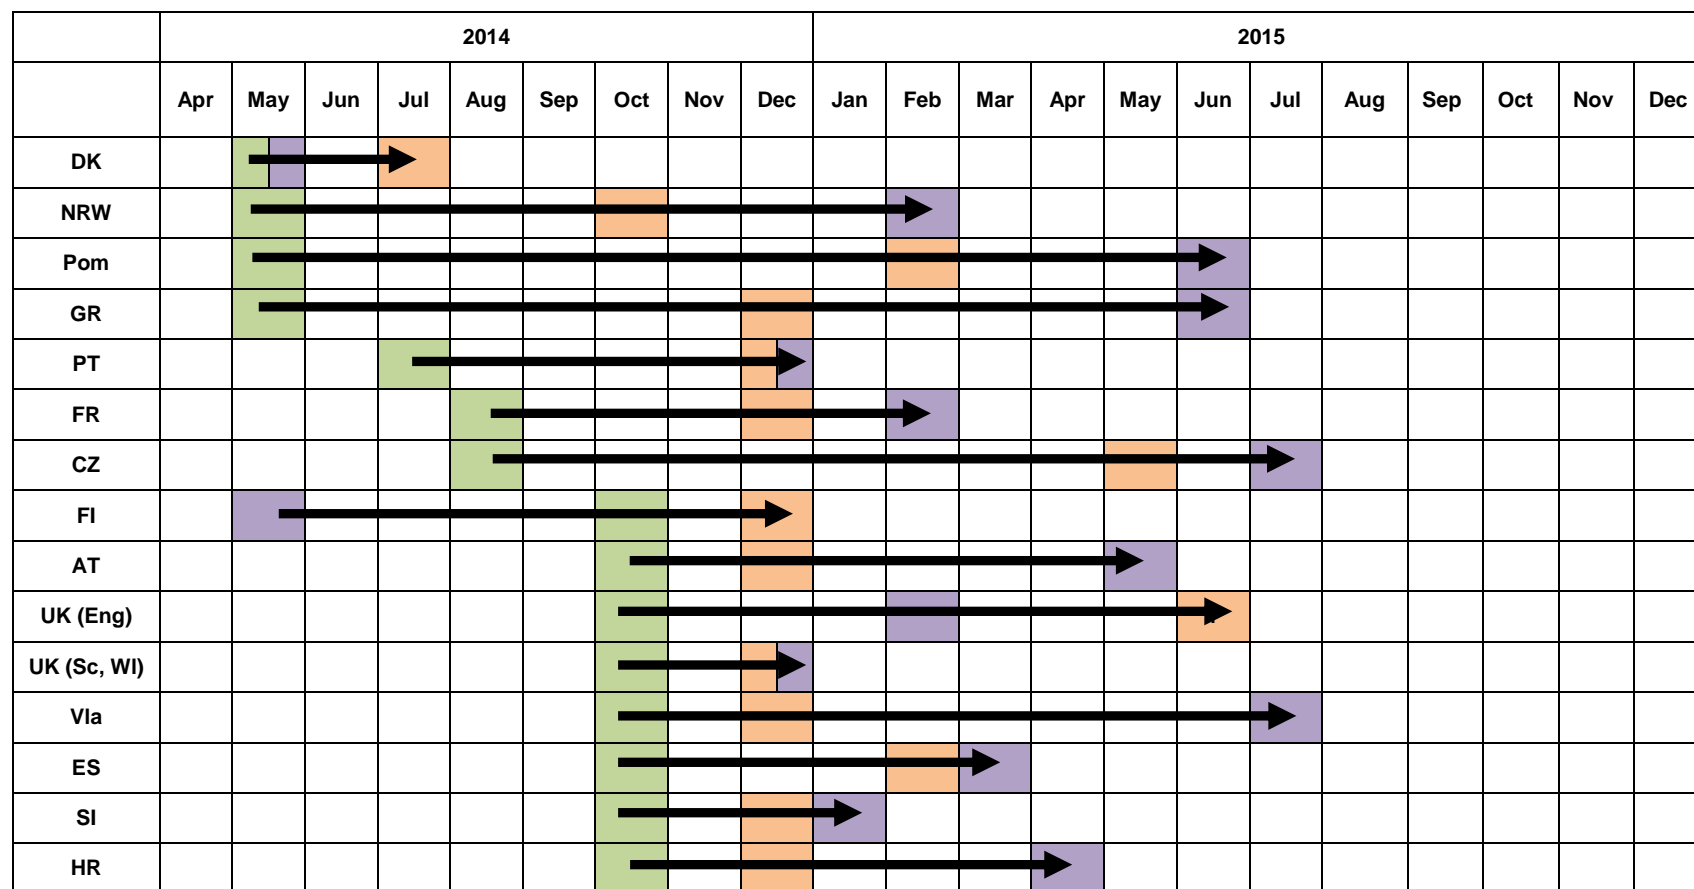 2014 2015
Apr May Jun Jul Aug Sep Oct Nov Dec Jan Feb Mar Apr May Jun Jul Aug Sep Oct Nov Dec
DK
NRW
Pom
GR
PT
FR
CZ
FI
AT
UK (Eng)
UK (Sc, Wl)
Vla
ES
SI
HR